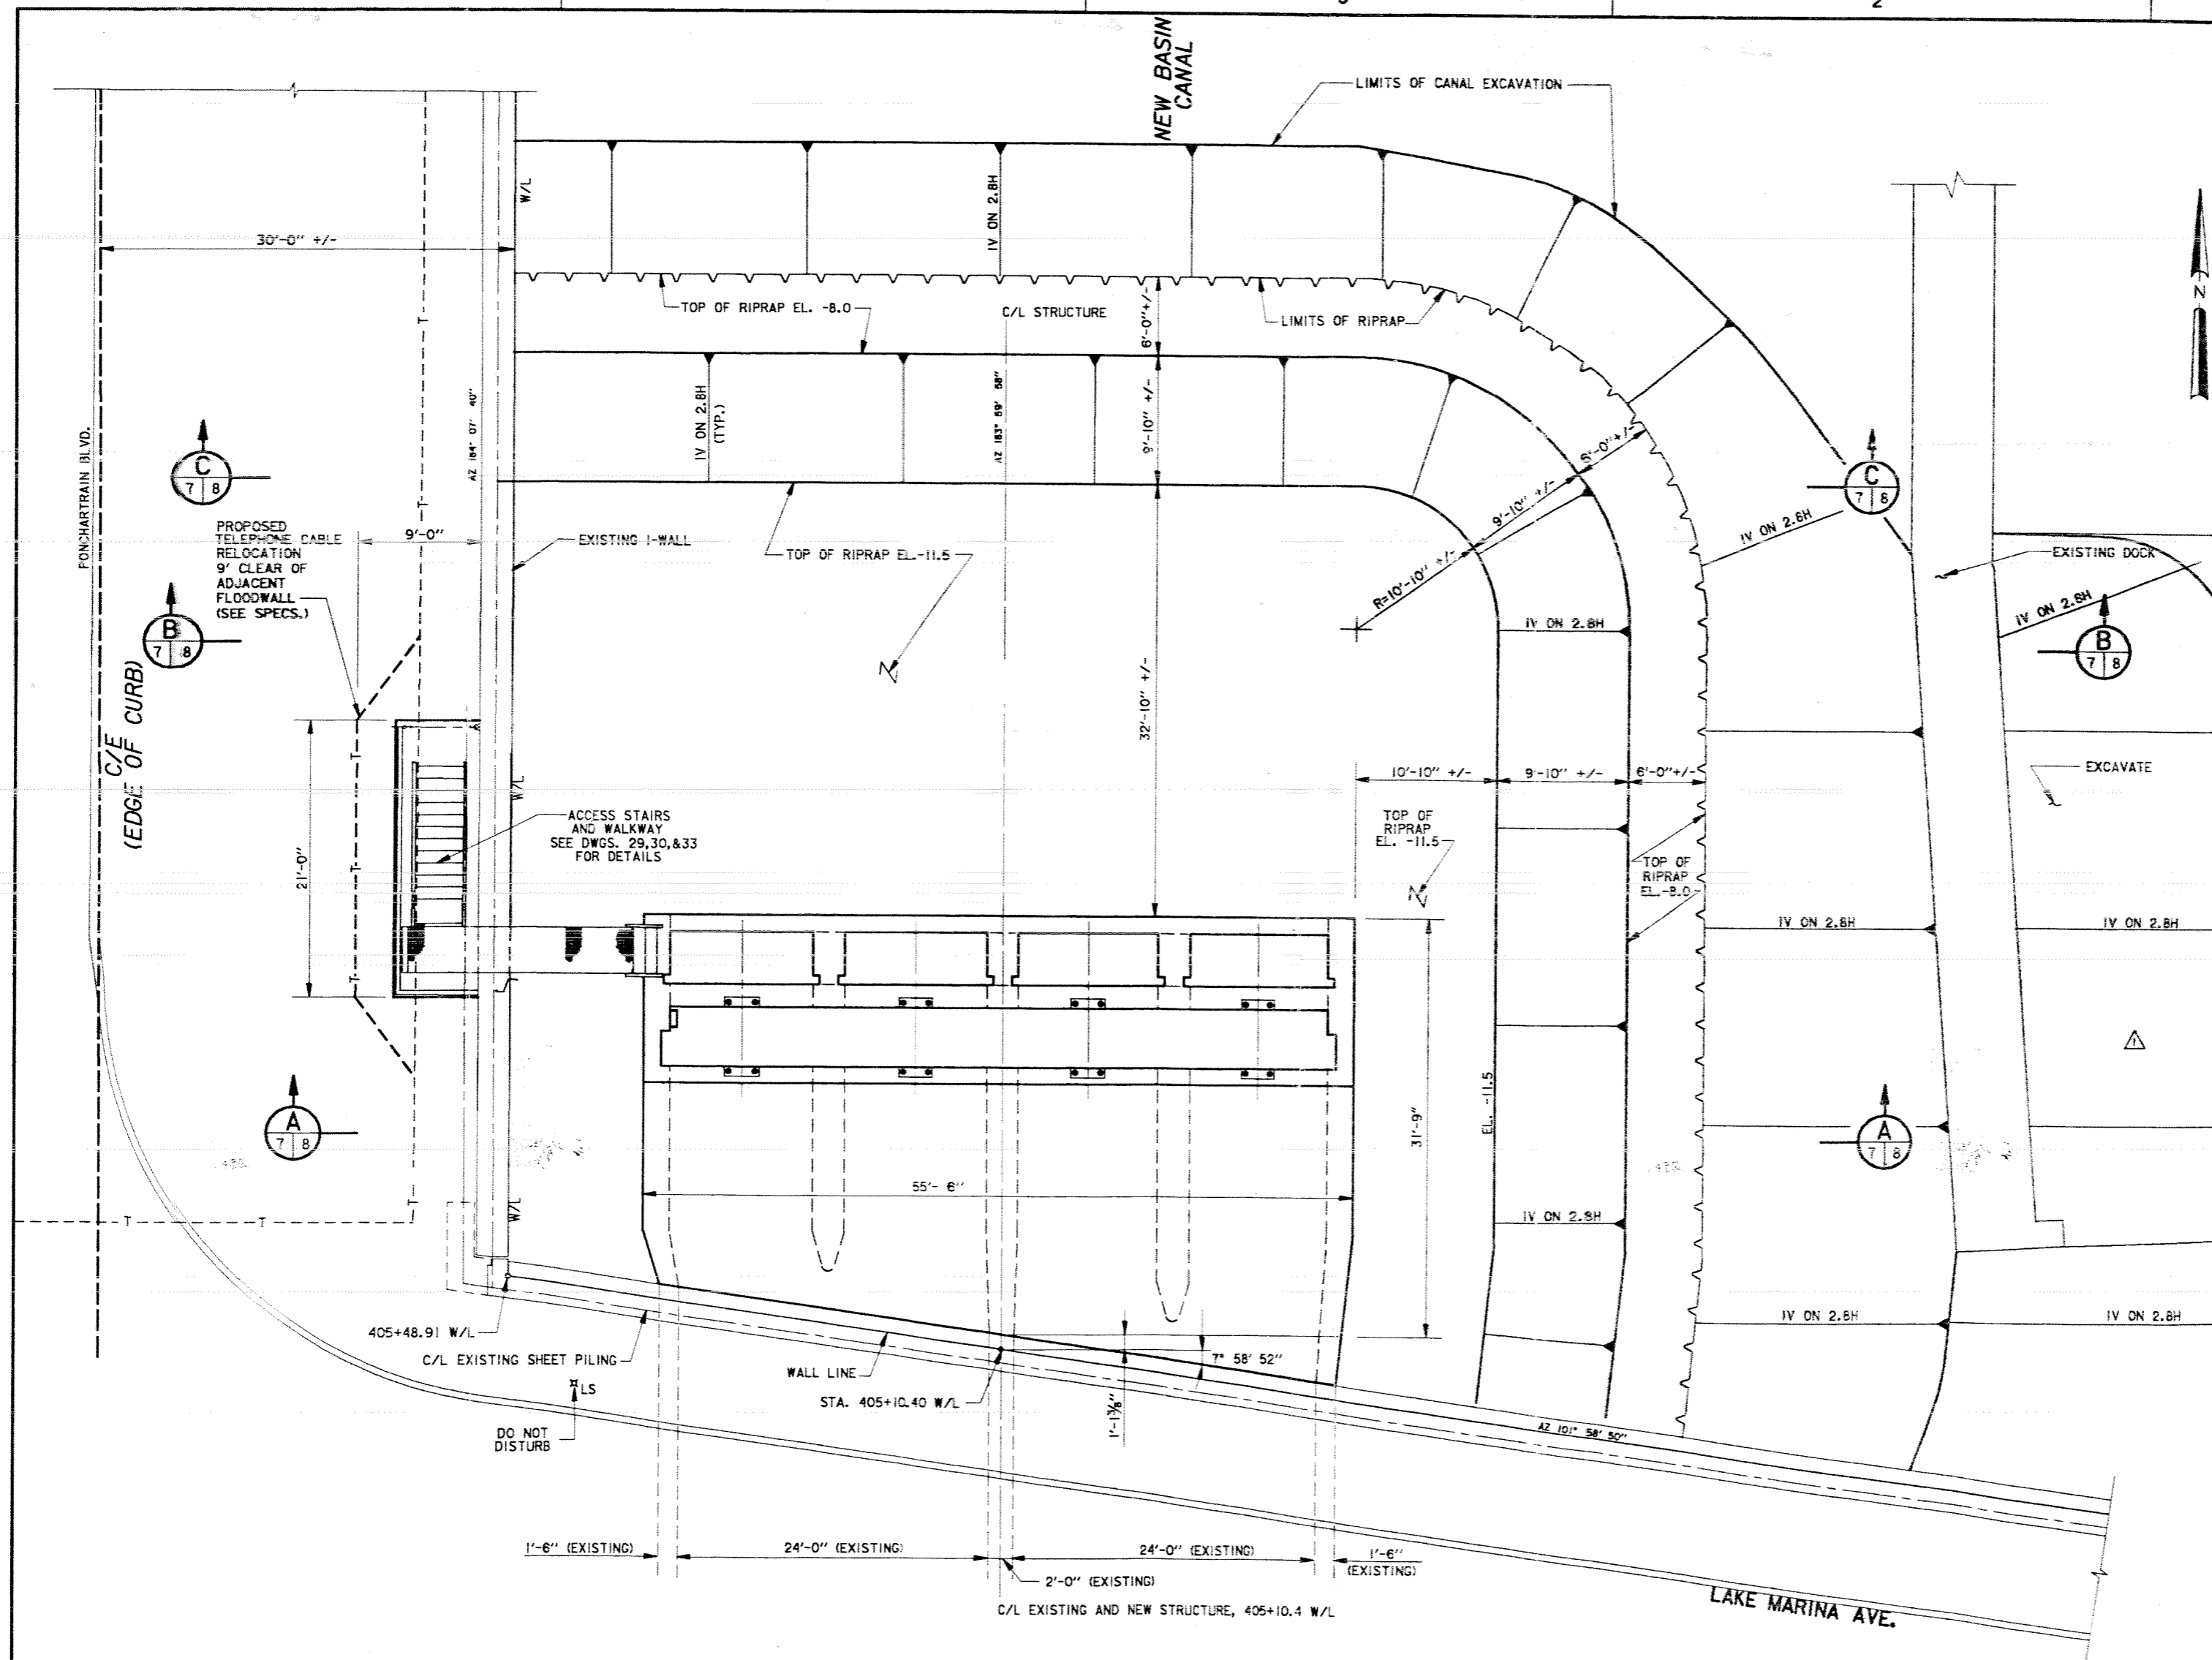 2
NEW BASIN
CANAL
LIMITS OF CANAL EXCAVATION
W/L
1V ON 2.8H
30'-0" +/-
N
TOP OF RIPRAP EL. -8.0
C/L STRUCTURE
6'-0"+/-
LIMITS OF RIPRAP
T
AZ 184° 07' 40"
1V ON 2.8H
(TYP.)
AZ 183° 59' 58"
9'-10" +/-
6'-0"+/-
PONCHARTRAIN BLVD.
C
7 8
C
7 8
9'-10" +/-
1V ON 2.8H
PROPOSED
TELEPHONE CABLE
RELOCATION
9' CLEAR OF
ADJACENT
FLOODWALL
(SEE SPECS.)
9'-0"
EXISTING I-WALL
TOP OF RIPRAP EL.-11.5
EXISTING DOCK
R=10'-10" +/-
1V ON 2.8H
B
7 8
1V ON 2.8H
B
7 8
C/E
(EDGE OF CURB)
32'-10" +/-
T
W/L
10'-10" +/-
9'-10" +/-
6'-0"+/-
EXCAVATE
ACCESS STAIRS
AND WALKWAY
SEE DWGS. 29,30,&33
FOR DETAILS
TOP OF
RIPRAP
EL. -11.5
21'-0"
T
TOP OF
RIPRAP
EL.-8.0
1V ON 2.8H
1V ON 2.8H
T
A
7 8
31'-9"
EL. -11.5
1
A
7 8
55'- 6"
W/L
T
T
T
1V ON 2.8H
405+48.91 W/L
C/L EXISTING SHEET PILING
WALL LINE
7° 58' 52"
1V ON 2.8H
1V ON 2.8H
LS
STA. 405+10.40 W/L
1'-1⅜"
DO NOT
DISTURB
AZ 101° 58' 50"
1'-6" (EXISTING)
24'-0" (EXISTING)
24'-0" (EXISTING)
1'-6"
(EXISTING)
2'-0" (EXISTING)
C/L EXISTING AND NEW STRUCTURE, 405+10.4 W/L
LAKE MARINA AVE.